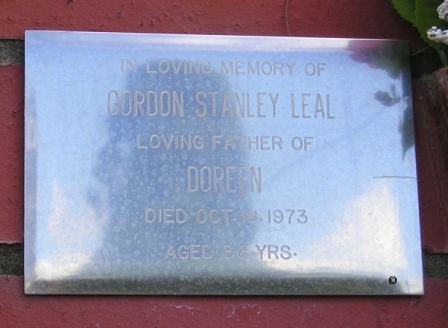 IN LOVING MEMORY OF
GORDON STANLEY LEAL
LOVING FATHER OF
DOREEN
DIED OCT. 1973
AGED YRS.